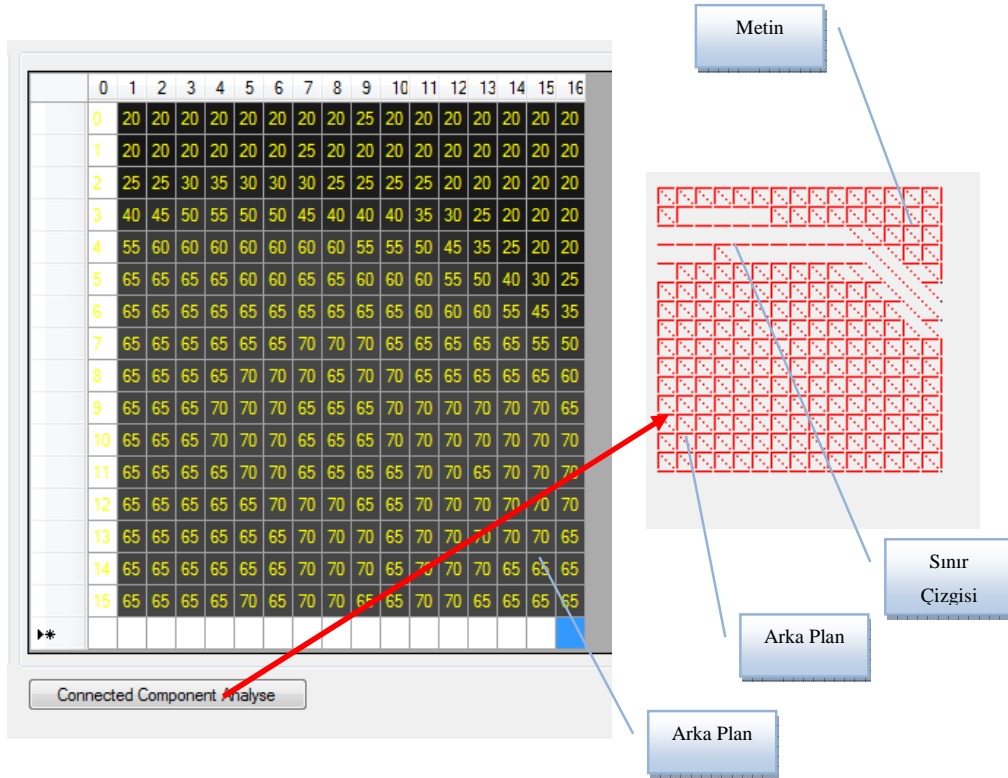 Metin
0 1 2 3 4 5 6 7 8 9 10 11 12 13 14 15 16
0 20 20 20 20 20 20 20 20 25 20 20 20 20 20 20 20
1 20 20 20 20 20 20 25 20 20 20 20 20 20 20 20 20
2 25 25 30 35 30 30 30 25 25 25 25 20 20 20 20 20
3 40 45 50 55 50 50 45 40 40 40 35 30 25 20 20 20
4 55 60 60 60 60 60 60 60 55 55 50 45 35 25 20 20
5 65 65 65 65 60 60 65 65 60 60 60 55 50 40 30 25
6 65 65 65 65 65 65 65 65 65 65 60 60 60 55 45 35
7 65 65 65 65 65 65 70 70 70 65 65 65 65 65 55 50
8 65 65 65 65 70 70 70 65 70 70 65 65 65 65 65 60
9 65 65 65 70 70 70 65 65 65 70 70 70 70 70 70 65
10 65 65 65 70 70 70 65 65 65 70 70 70 70 70 70 70
11 65 65 65 65 70 70 65 65 65 65 70 70 65 70 70 70
12 65 65 65 65 65 70 70 70 65 65 70 70 70 70 70 70
13 65 65 65 65 65 65 70 70 70 65 70 70 70 70 70 65
14 65 65 65 65 65 65 70 70 70 65 70 70 70 65 65 65
15 65 65 65 65 70 65 70 70 65 65 70 70 65 65 65 65
Sınır
Çizgisi
Arka Plan
Connected Component Analyse
Arka Plan